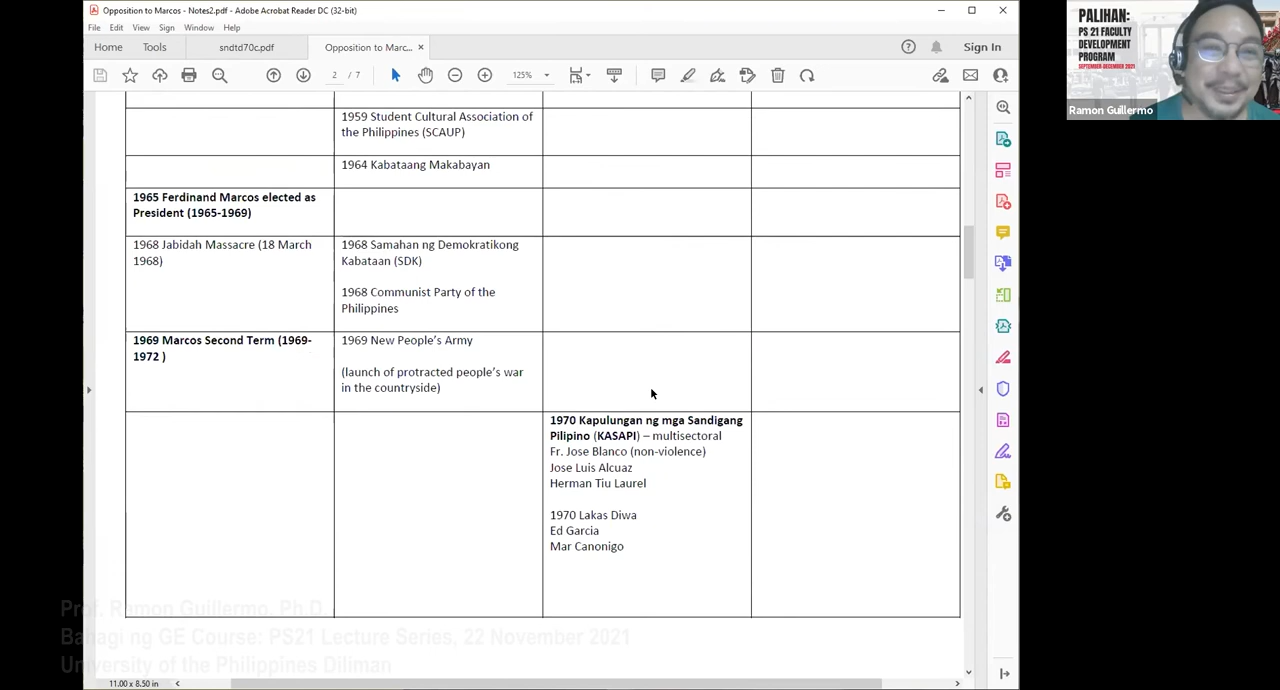 Opposition to Marcos - Notes2.pdf - Adobe Acrobat Reader DC (32-bit)
File Edit View Sign Window Help
Home Tools sndtd70c.pdf Opposition to Marc... × Sign In
2 / 7 125%
1959 Student Cultural Association of
the Philippines (SCAUP)
1964 Kabataang Makabayan
1965 Ferdinand Marcos elected as
President (1965-1969)
1968 Jabidah Massacre (18 March
1968)
1968 Samahan ng Demokratikong
Kabataan (SDK)
1968 Communist Party of the
Philippines
1969 Marcos Second Term (1969-
1972 )
1969 New People's Army
(launch of protracted people's war
in the countryside)
1970 Kapulungan ng mga Sandigang
Pilipino (KASAPI) – multisectoral
Fr. Jose Blanco (non-violence)
Jose Luis Alcuaz
Herman Tiu Laurel
1970 Lakas Diwa
Ed Garcia
Mar Canonigo
Prof. Ramon Guillermo, Ph.D.
Bahagi ng GE Course: PS21 Lecture Series, 22 November 2021
University of the Philippines Diliman
11.00 x 8.50 in
PALIHAN:
PS 21 FACULTY
DEVELOPMENT
PROGRAM
SEPTEMBER-DECEMBER 2021
Ramon Guillermo